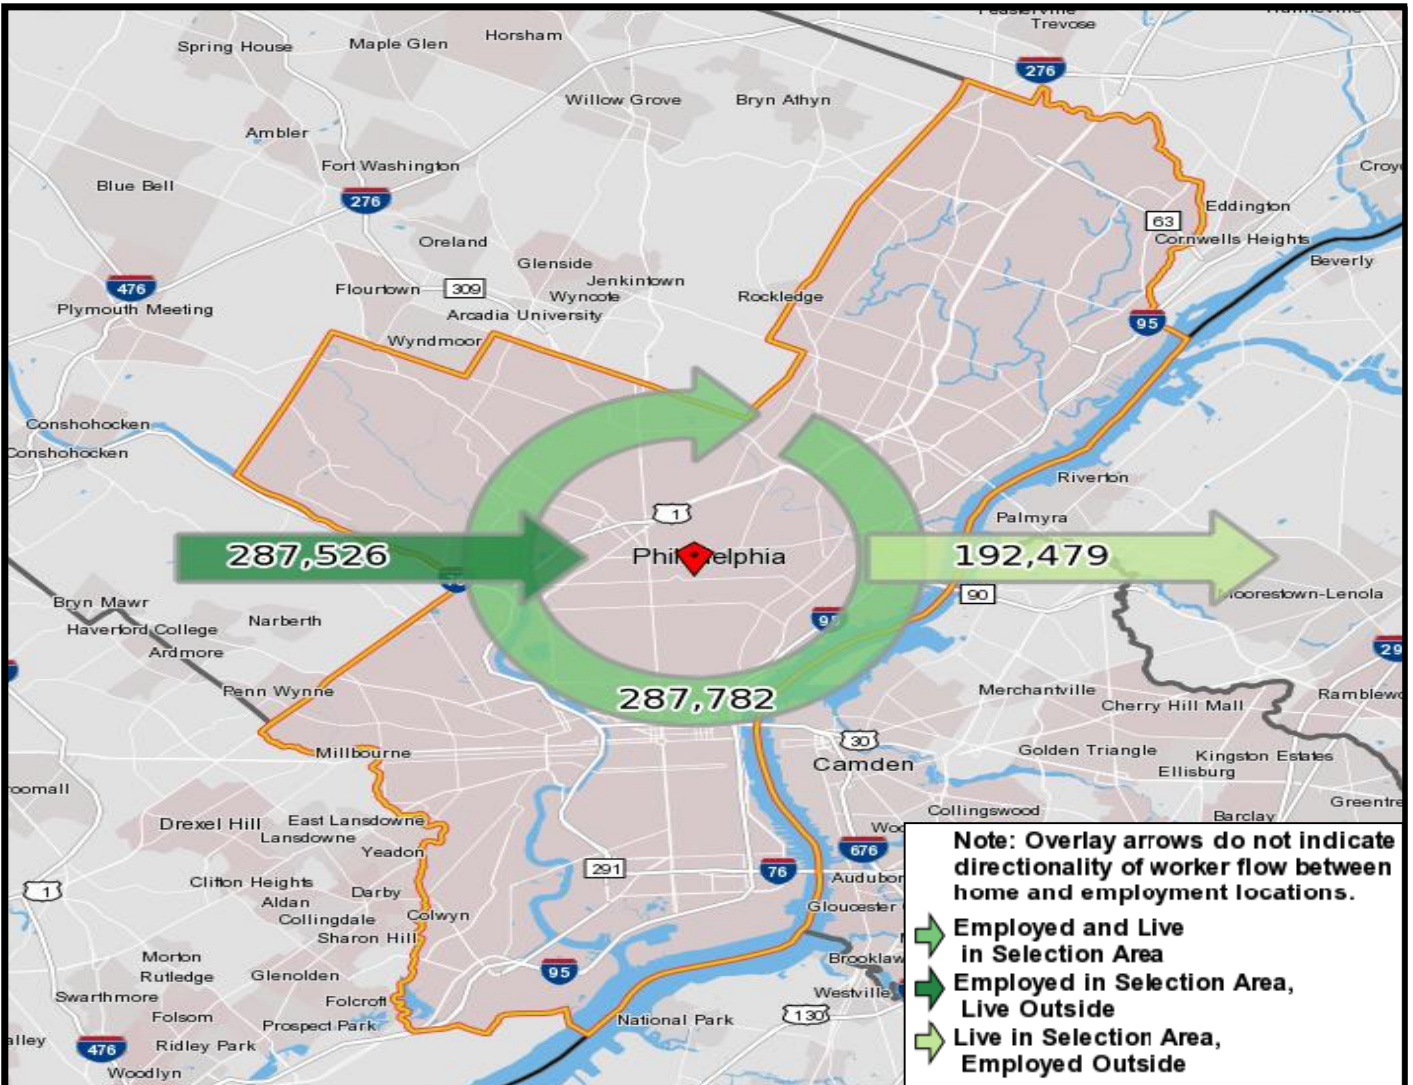 Trevose
Horsham
Spring House
Maple Glen
276
Willow Grove
Bryn Athyn
Ambler
Fort Washington
Blue Bell
276
Eddington
63
Oreland
Cornwells Heights
Glenside
Beverly
Jenkintown
476
Flourtown
309
Wyncote
Rockledge
Plymouth Meeting
Arcadia University
95
Wyndmoor
Conshohocken
Conshohocken
Riverton
1
Palmyra
287,526
Philadelphia
192,479
90
Moorestown-Lenola
Bryn Mawr
Haverford College
Narberth
95
Ardmore
Penn Wynne
287,782
Merchantville
Cherry Hill Mall
30
Millbourne
Camden
Golden Triangle
Kingston Estates
Ellisburg
Collingswood
Barclay
Drexel Hill
East Lansdowne
Lansdowne
Yeadon
676
291
76
1
Clifton Heights
Darby
Aldan
Collingdale
Colwyn
Sharon Hill
Morton
Rutledge
Glenolden
95
Swarthmore
Folcroft
Westville
Folsom
Prospect Park
National Park
130
476
Ridley Park
Woodlyn
Note: Overlay arrows do not indicate
directionality of worker flow between
home and employment locations.
Employed and Live
in Selection Area
Employed in Selection Area,
Live Outside
Live in Selection Area,
Employed Outside